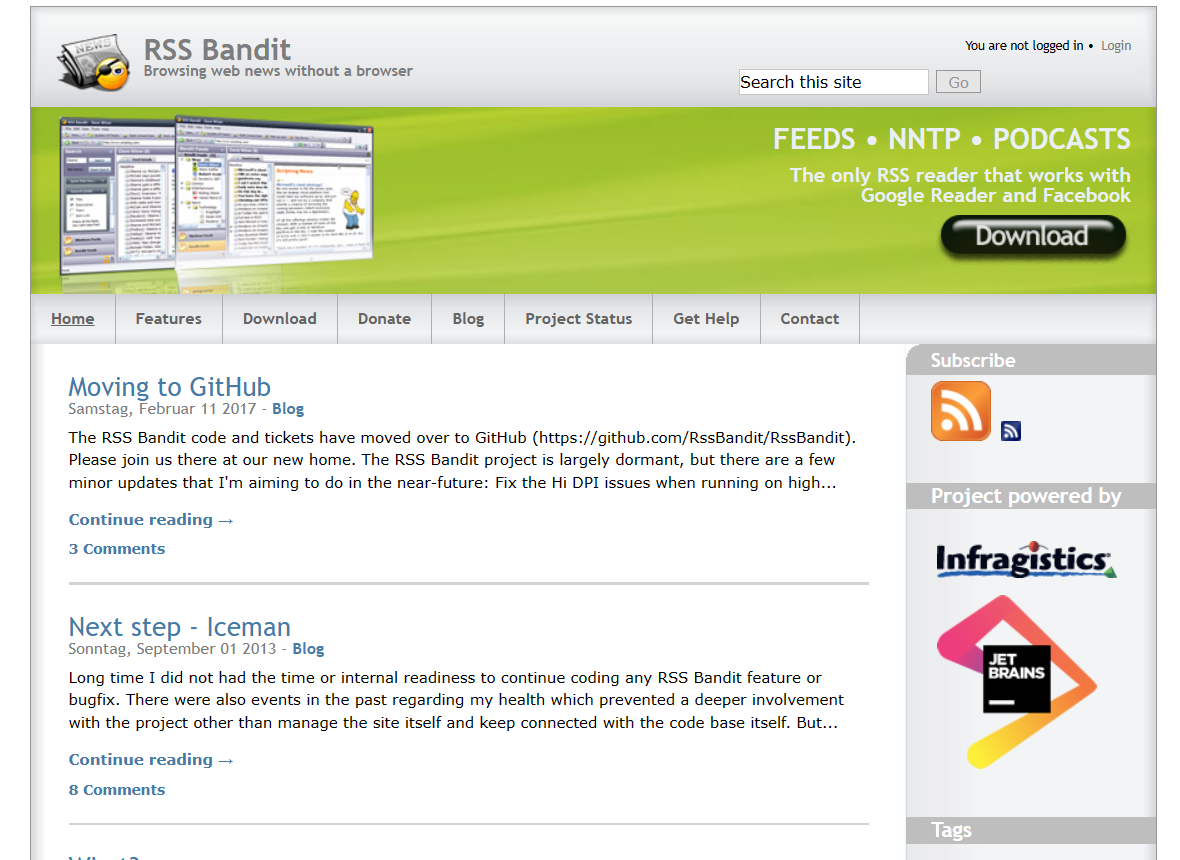 RSS Bandit
Browsing web news without a browser
You are not logged in • Login
Search this site Go
FEEDS • NNTP • PODCASTS
The only RSS reader that works with
Google Reader and Facebook
Download
Home Features Download Donate Blog Project Status Get Help Contact
Moving to GitHub
Samstag, Februar 11 2017 - Blog
The RSS Bandit code and tickets have moved over to GitHub (https://github.com/RssBandit/RssBandit).
Please join us there at our new home. The RSS Bandit project is largely dormant, but there are a few
minor updates that I'm aiming to do in the near-future: Fix the Hi DPI issues when running on high...
Continue reading →
3 Comments
Next step - Iceman
Sonntag, September 01 2013 - Blog
Long time I did not had the time or internal readiness to continue coding any RSS Bandit feature or
bugfix. There were also events in the past regarding my health which prevented a deeper involvement
with the project other than manage the site itself and keep connected with the code base itself. But...
Continue reading →
8 Comments
Subscribe
Project powered by
Infragistics
JET
BRAINS
Tags